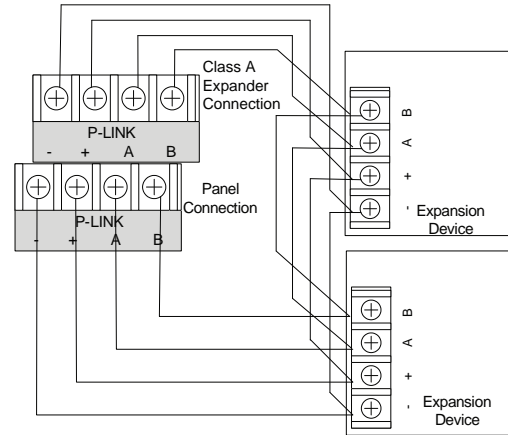 Class A
Expander
Connection
P-LINK
- + A B
Panel
Connection
P-LINK
- + A B
B
A
+
-
Expansion
Device
B
A
+
-
Expansion
Device